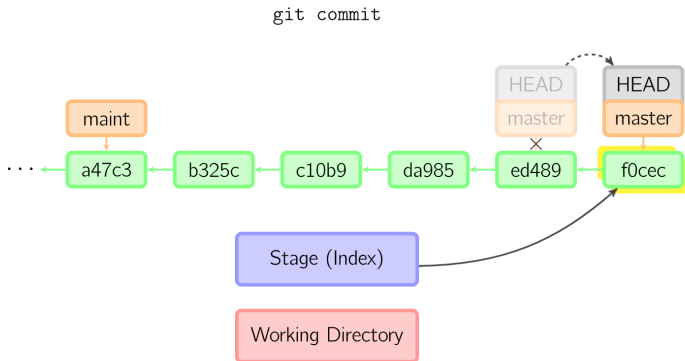 git commit
HEAD
HEAD
maint
master
master
...
a47c3
b325c
c10b9
da985
ed489
f0cec
Stage (Index)
Working Directory